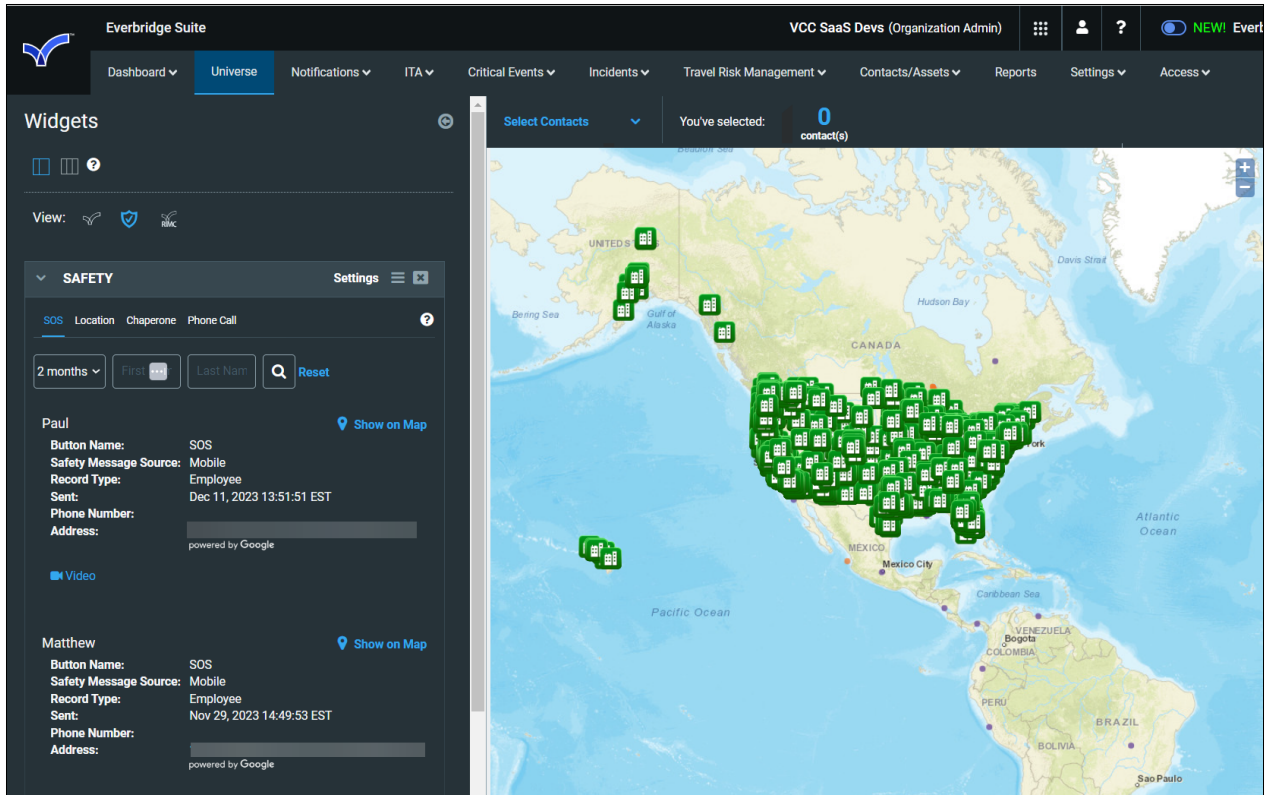 Everbridge Suite
VCC SaaS Devs (Organization Admin)
?
NEW! Everb
Dashboard
Universe
Notifications
ITA
Critical Events
Incidents
Travel Risk Management
Contacts/Assets
Reports
Settings
Access
Widgets
?
View:
RIMC
SAFETY
Settings
SOS
Location
Chaperone
Phone Call
?
2 months
First
Last Nam
Reset
Paul
Show on Map
Button Name: SOS
Safety Message Source: Mobile
Record Type: Employee
Sent: Dec 11, 2023 13:51:51 EST
Phone Number:
Address:
powered by Google
Video
Matthew
Show on Map
Button Name: SOS
Safety Message Source: Mobile
Record Type: Employee
Sent: Nov 29, 2023 14:49:53 EST
Phone Number:
Address:
powered by Google
Select Contacts
You've selected:
0
contact(s)
Beaufort Sea
+
−
UNITED S
Davis Strait
Bering Sea
Gulf of
Alaska
Hudson Bay
CANADA
ork
Atlantic
Ocean
MÉXICO
Mexico City
Caribbean Sea
Pacific Ocean
VENEZUELA
Bogota
COLOMBIA
PERU
BRAZIL
BOLIVIA
Sao Paulo